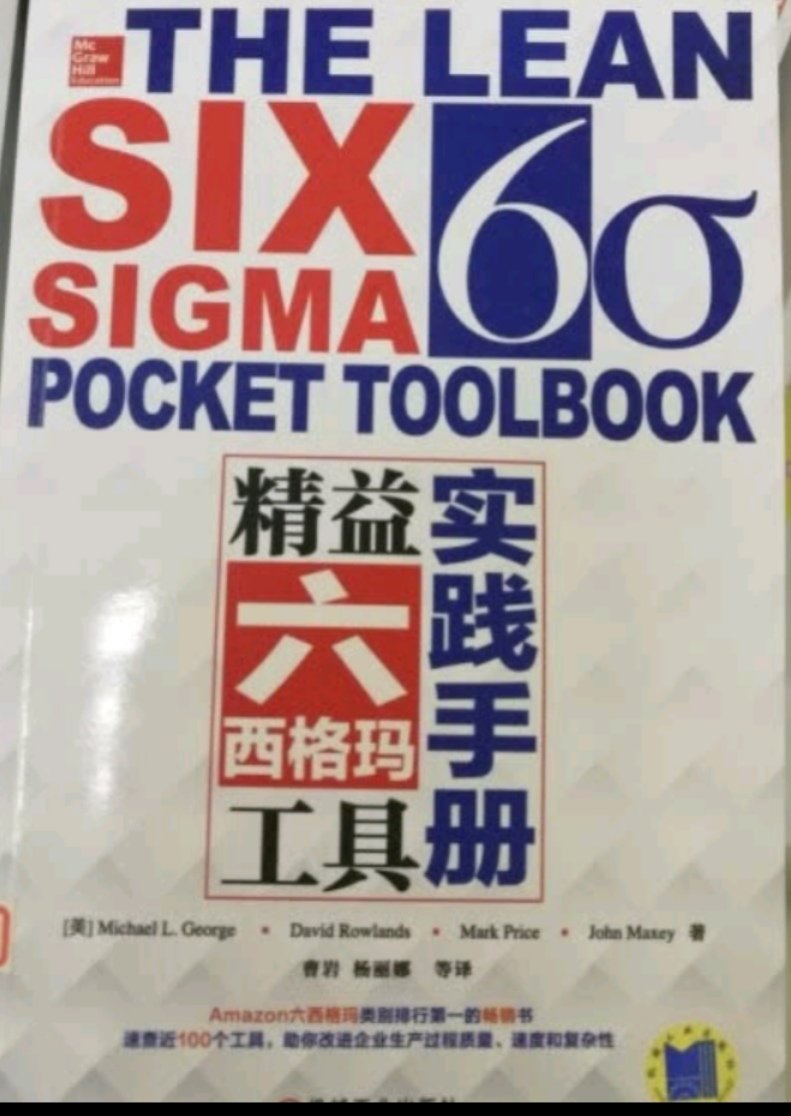 Mc
Graw
Hill
Education
THE LEAN
SIX
SIGMA
6σ
POCKET TOOLBOOK
精益
六
西格玛
工具
实践手册
[美] Michael L. George • David Rowlands • Mark Price • John Maxey 著
曹岩 杨丽娜 等译
Amazon六西格玛类别排行第一的畅销书
速查近100个工具，助你改进企业生产过程质量、速度和复杂性